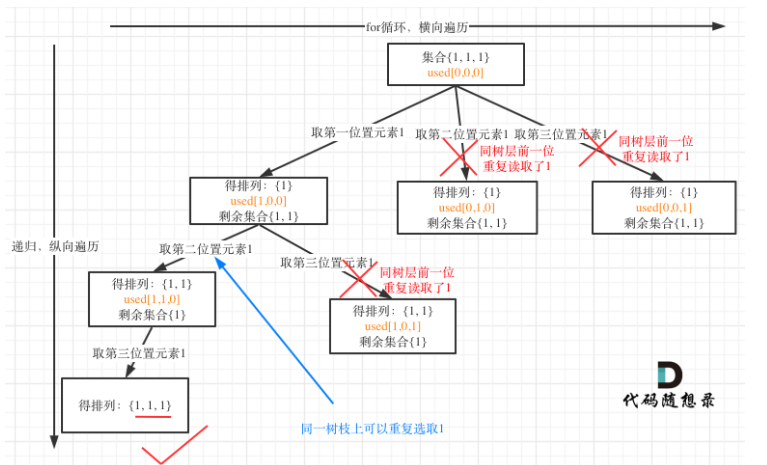 for循环，横向遍历
集合{1, 1, 1}
used[0,0,0]
取第一位置元素1
取第二位置元素1
取第三位置元素1
同树层前一位
重复读取了1
同树层前一位
重复读取了1
得排列：{1}
used[1,0,0]
剩余集合{1, 1}
得排列：{1}
used[0,1,0]
剩余集合{1, 1}
得排列：{1}
used[0,0,1]
剩余集合{1, 1}
递归，纵向遍历
取第二位置元素1
取第三位置元素1
同树层前一位
重复读取了1
得排列：{1, 1}
used[1,1,0]
剩余集合{1}
得排列：{1, 1}
used[1,0,1]
剩余集合{1}
取第三位置元素1
得排列：{1, 1, 1}
同一树枝上可以重复选取1
代码随想录